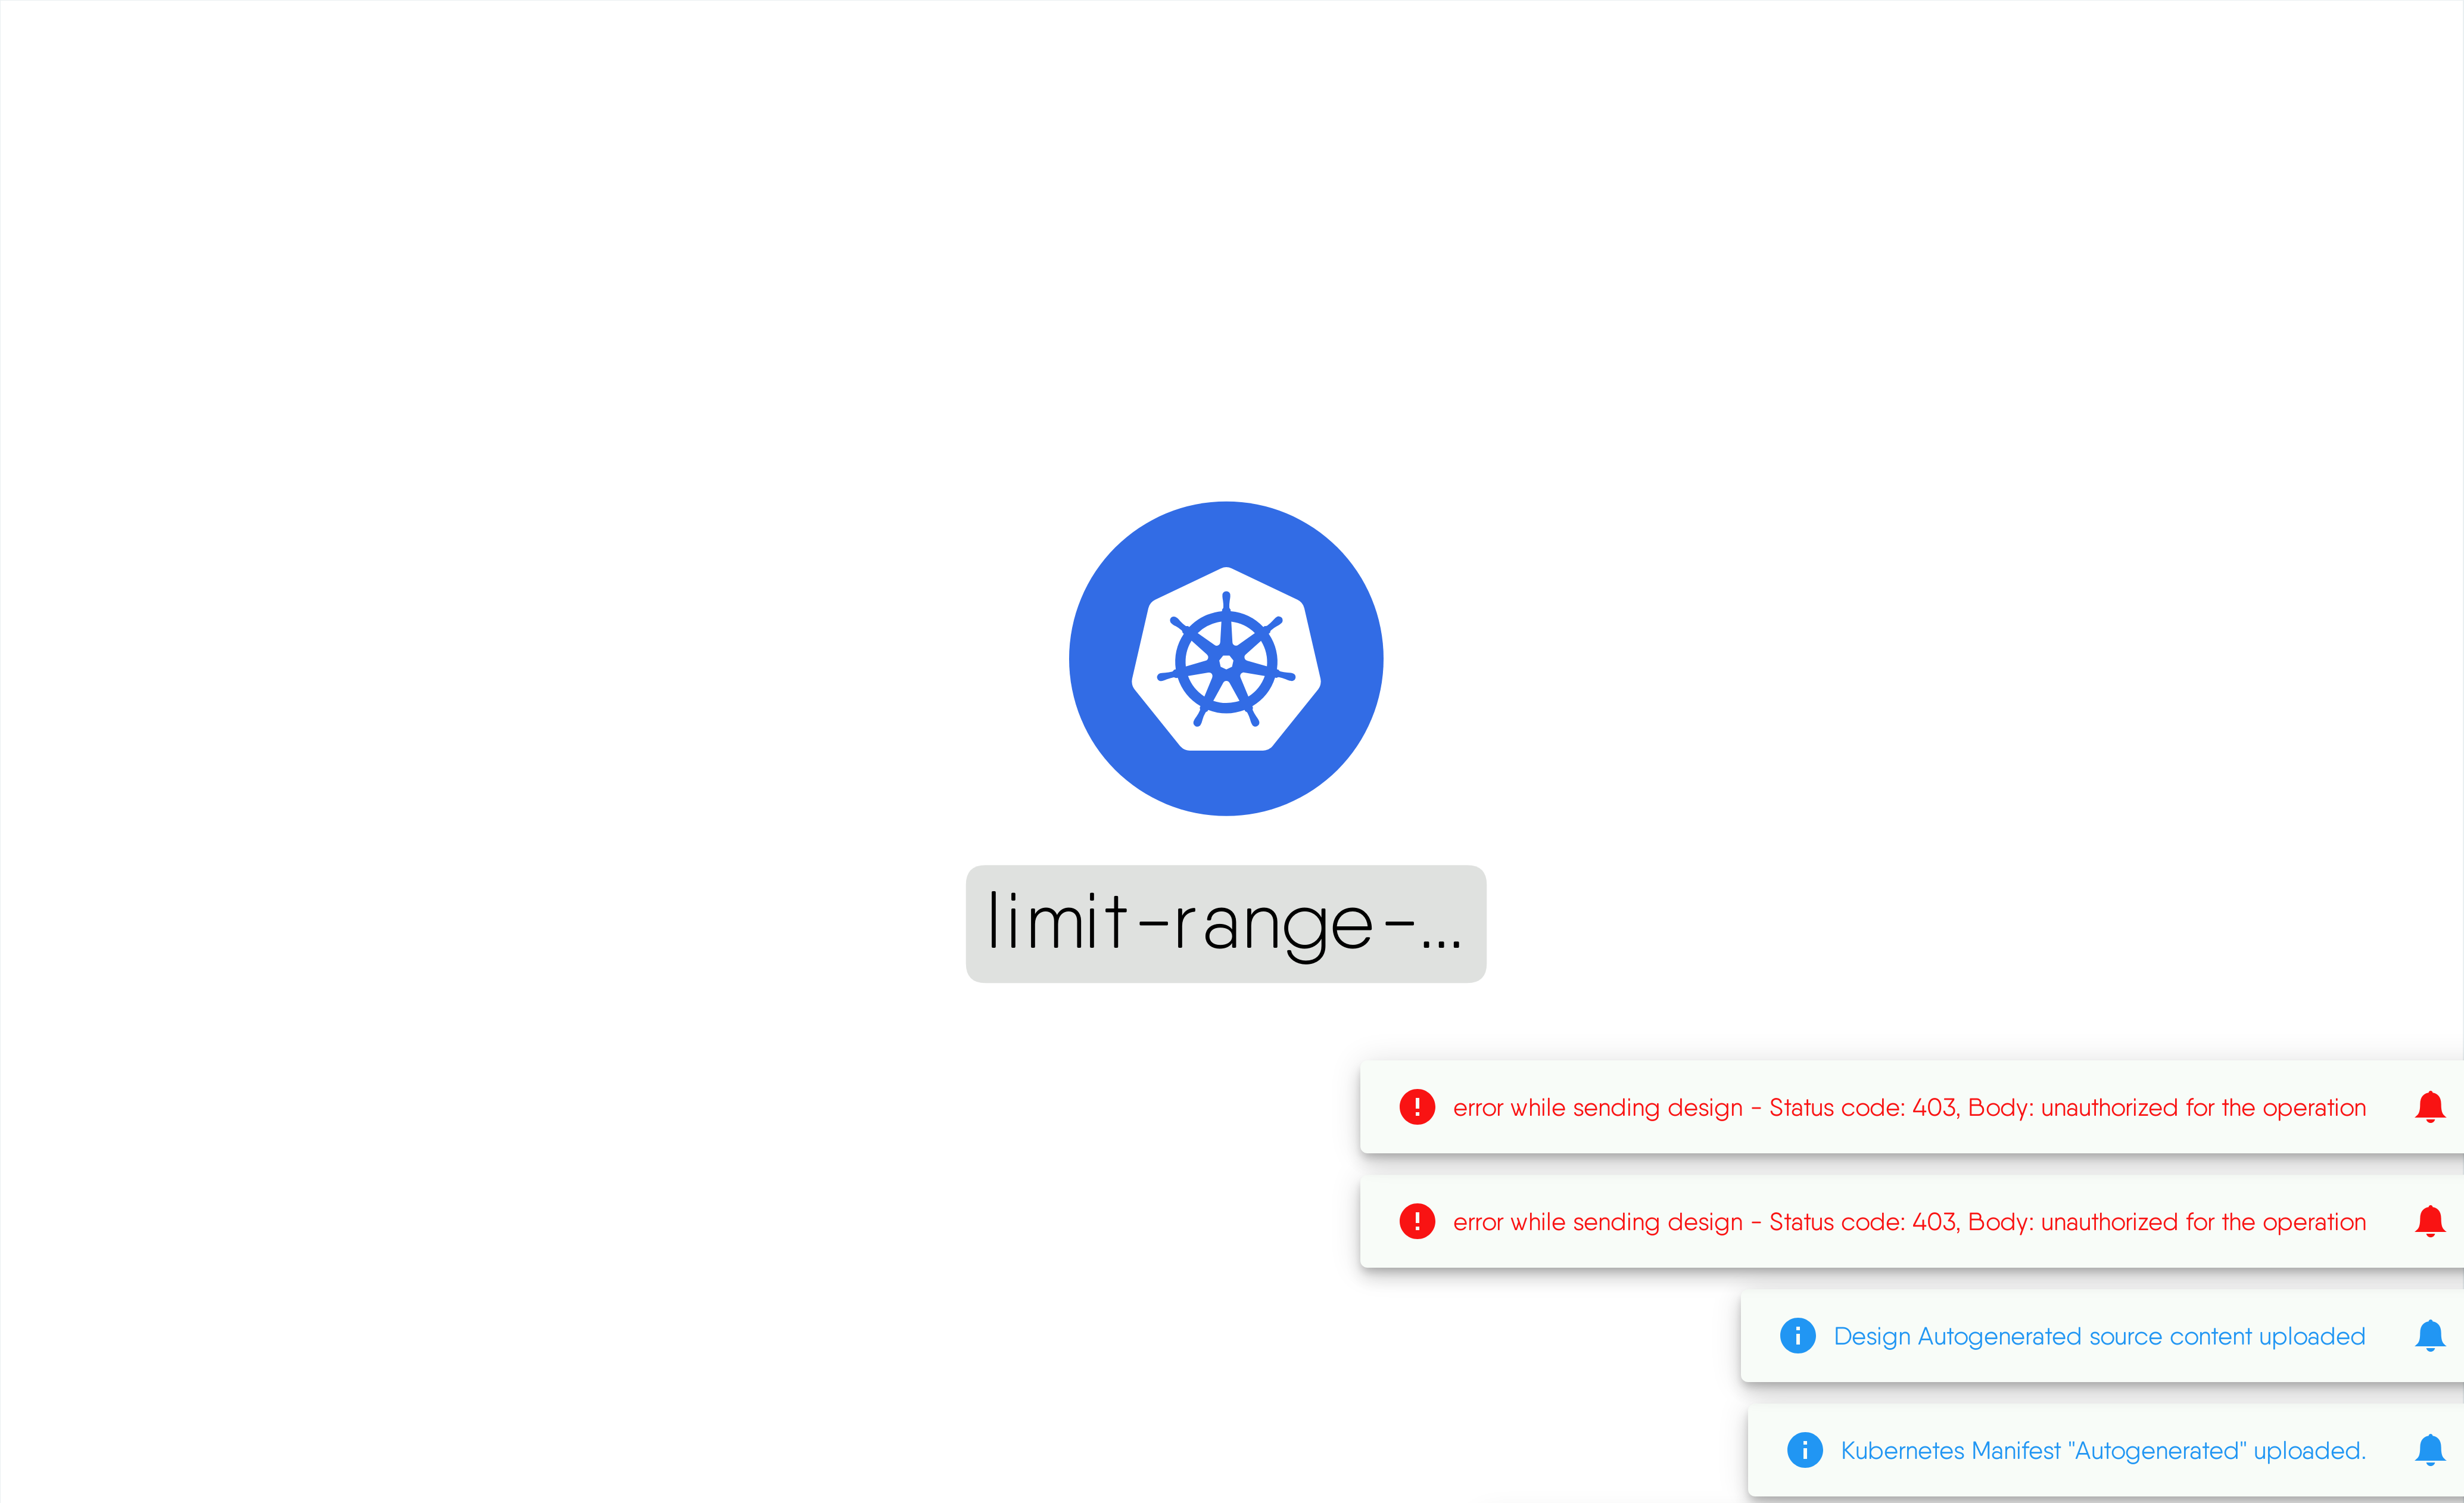 limit-range-...
error while sending design - Status code: 403, Body: unauthorized for the operation
error while sending design - Status code: 403, Body: unauthorized for the operation
Design Autogenerated source content uploaded
Kubernetes Manifest "Autogenerated" uploaded.